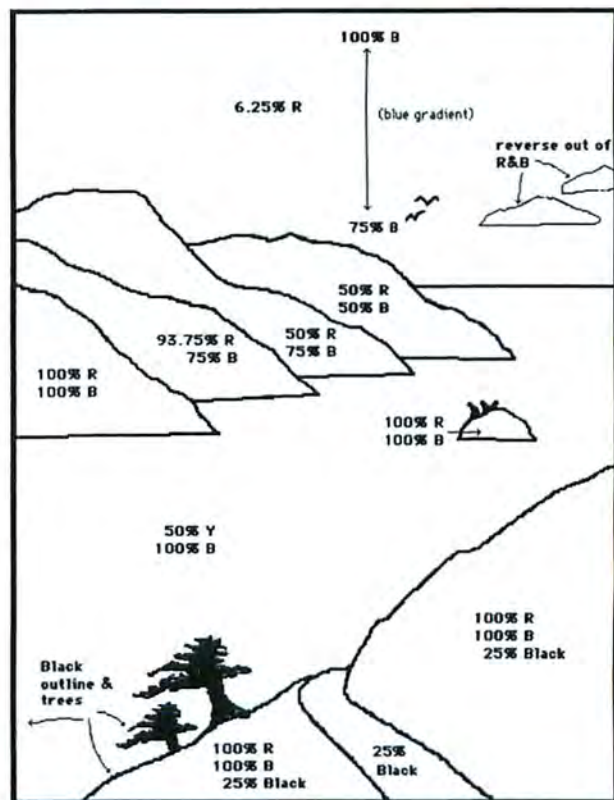 100% B
6.25% R
(blue gradient)
reverse out of
R&B
75% B
50% R
50% B
93.75% R
75% B
50% R
75% B
100% R
100% B
100% R
100% B
50% Y
100% B
100% R
100% B
25% Black
Black
outline &
trees
100% R
100% B
25% Black
25%
Black